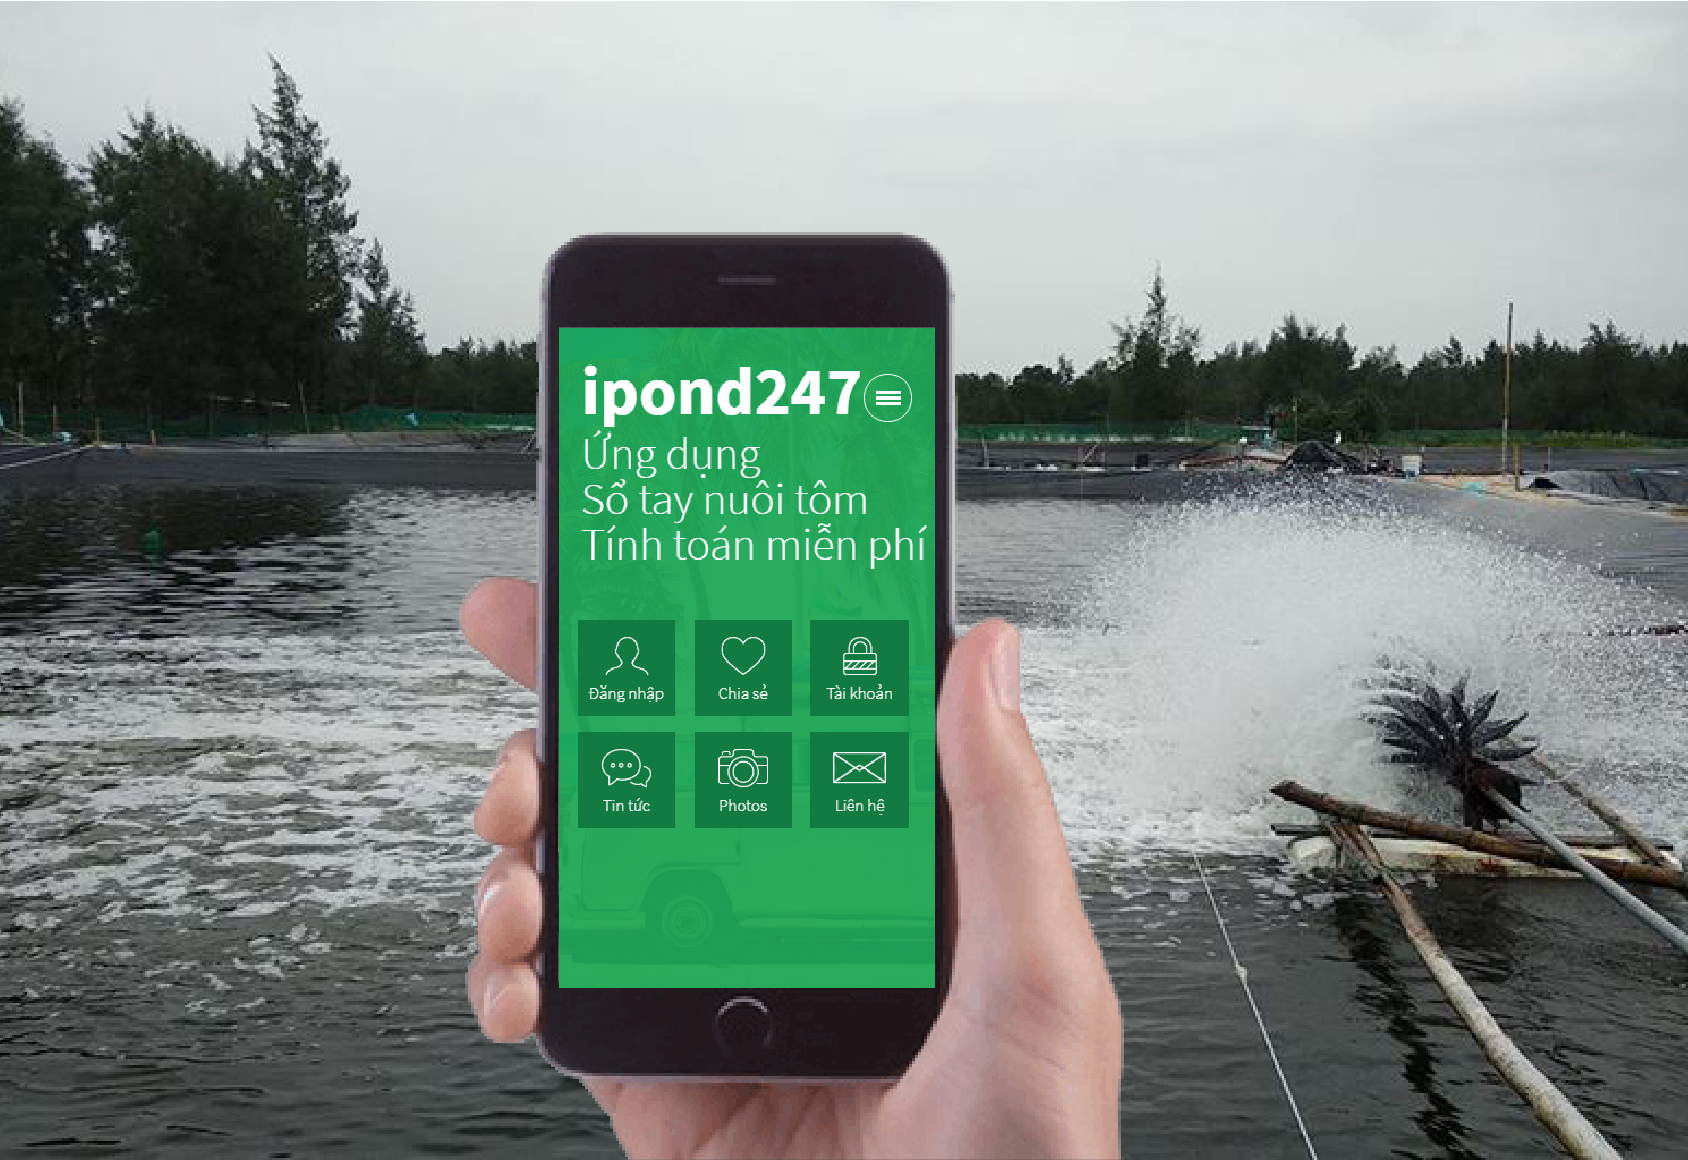 ipond247
Ứng dụng
Sổ tay nuôi tôm
Tính toán miễn phí
Đăng nhập
Chia sẻ
Tài khoản
Tin tức
Photos
Liên hệ